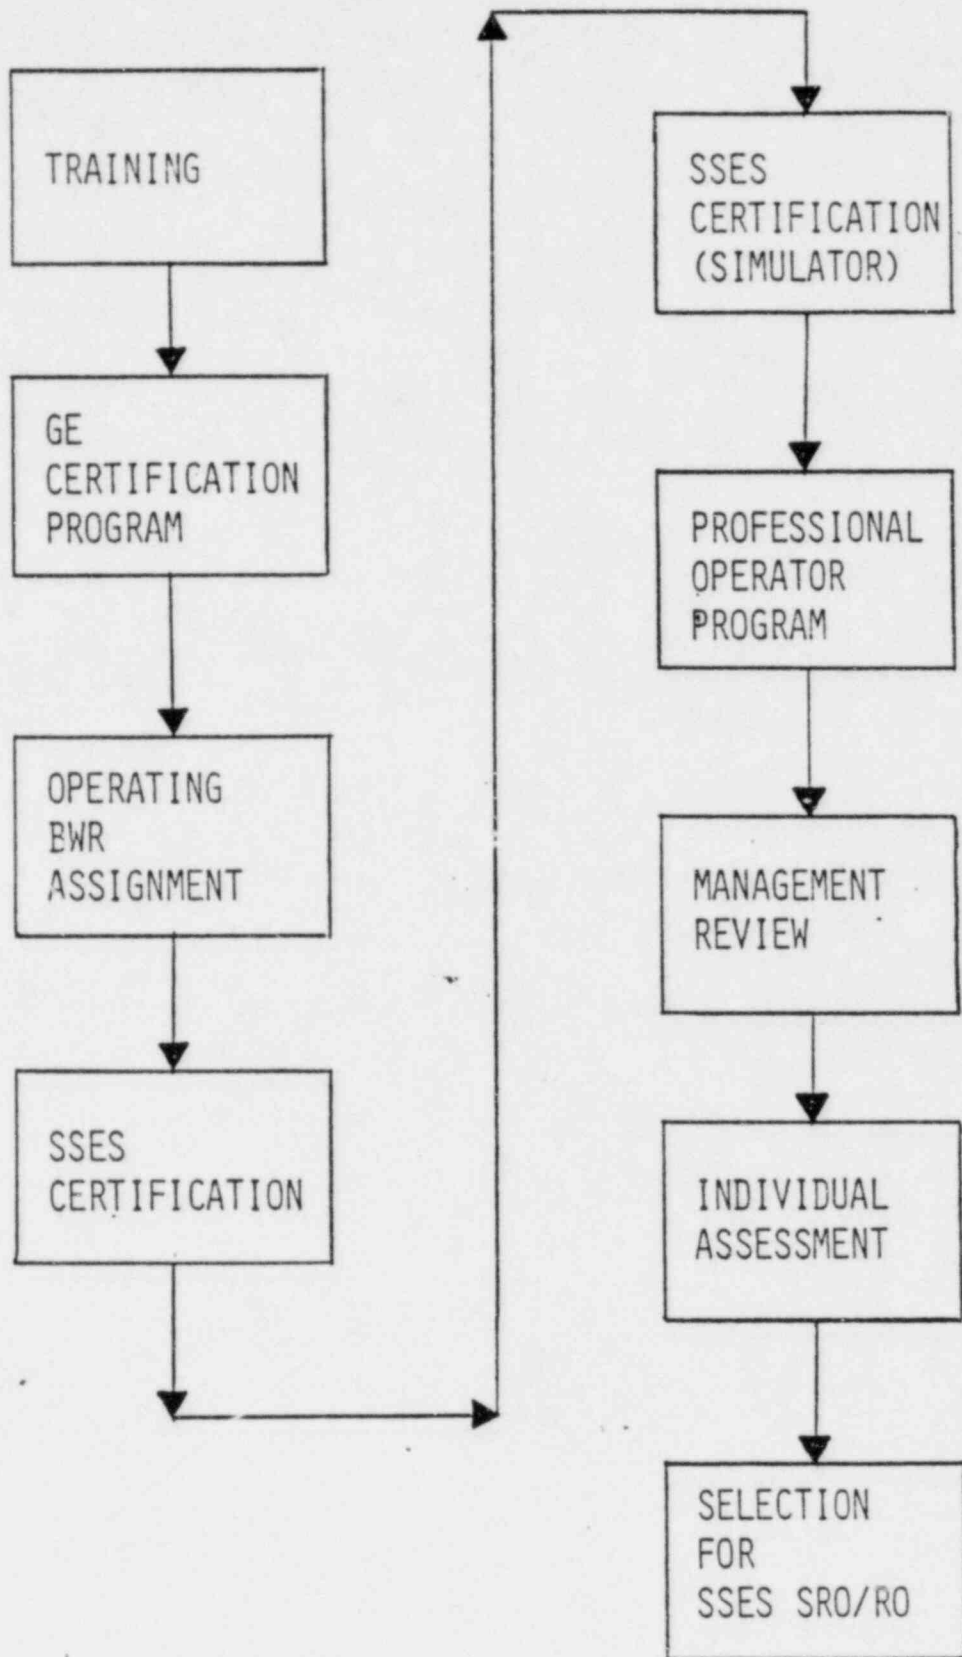 TRAINING
GE
CERTIFICATION
PROGRAM
OPERATING
BWR
ASSIGNMENT
SSES
CERTIFICATION
SSES
CERTIFICATION
(SIMULATOR)
PROFESSIONAL
OPERATOR
PROGRAM
MANAGEMENT
REVIEW
INDIVIDUAL
ASSESSMENT
SELECTION
FOR
SSES SRO/RO